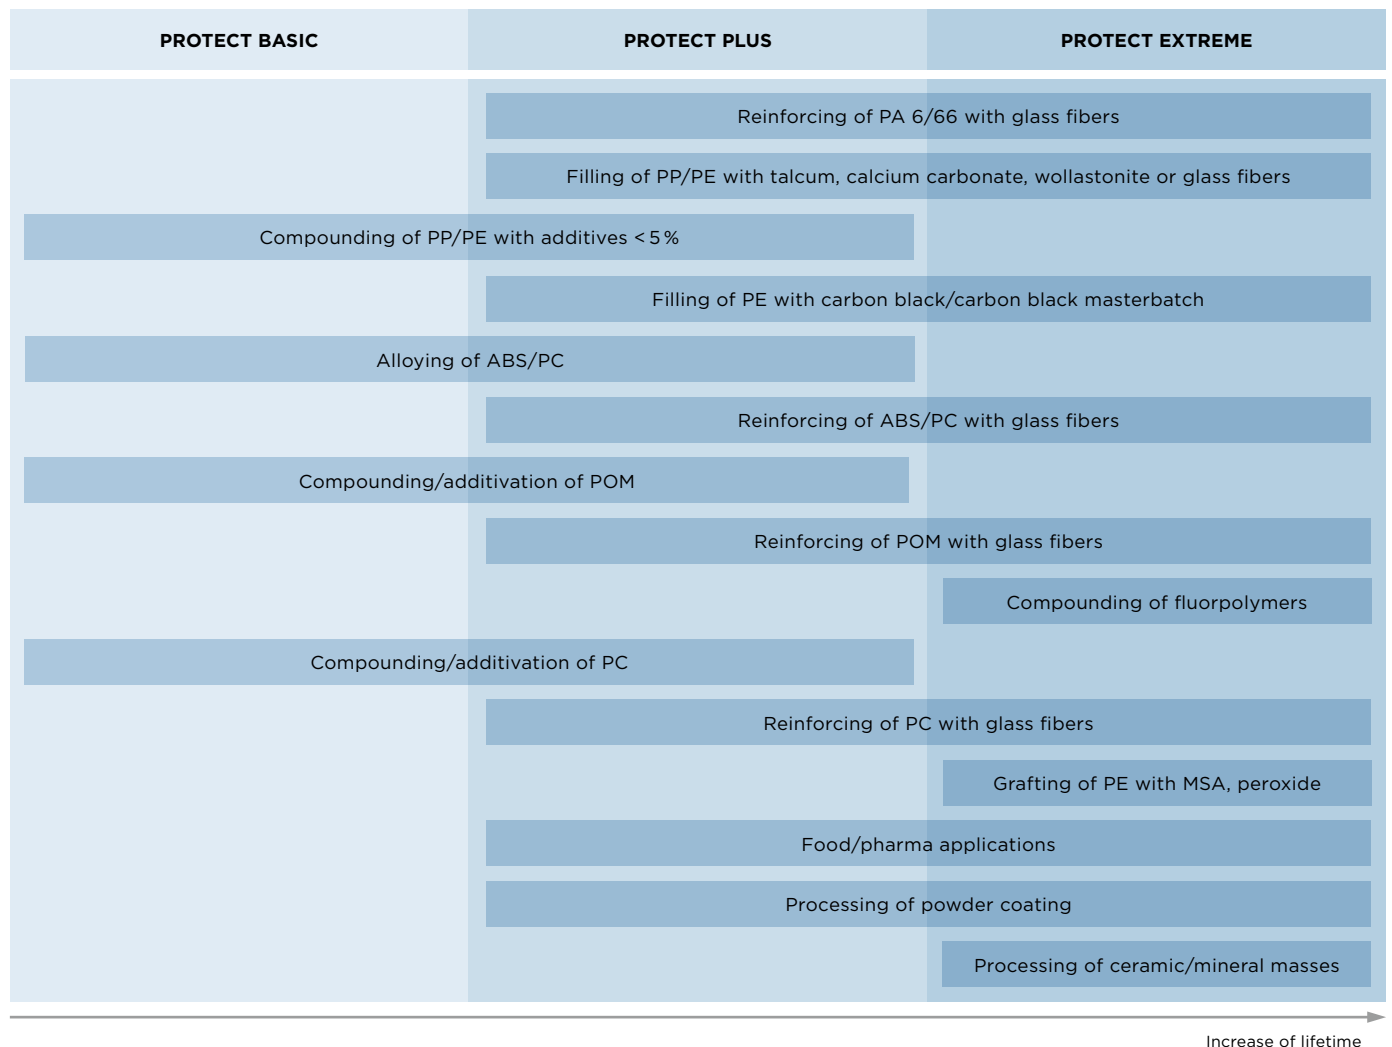 PROTECT BASIC
PROTECT PLUS
PROTECT EXTREME
Reinforcing of PA 6/66 with glass fibers
Filling of PP/PE with talcum, calcium carbonate, wollastonite or glass fibers
Compounding of PP/PE with additives < 5 %
Filling of PE with carbon black/carbon black masterbatch
Alloying of ABS/PC
Reinforcing of ABS/PC with glass fibers
Compounding/additivation of POM
Reinforcing of POM with glass fibers
Compounding of fluorpolymers
Compounding/additivation of PC
Reinforcing of PC with glass fibers
Grafting of PE with MSA, peroxide
Food/pharma applications
Processing of powder coating
Processing of ceramic/mineral masses
Increase of lifetime